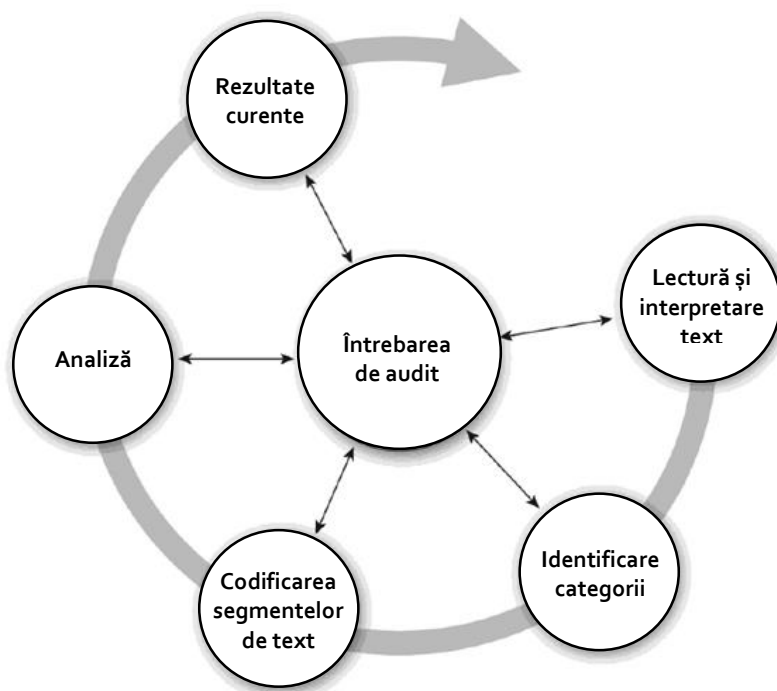 Rezultate
curente
Lectură și
interpretare
text
Întrebarea
de audit
Analiză
Identificare
categorii
Codificarea
segmentelor
de text